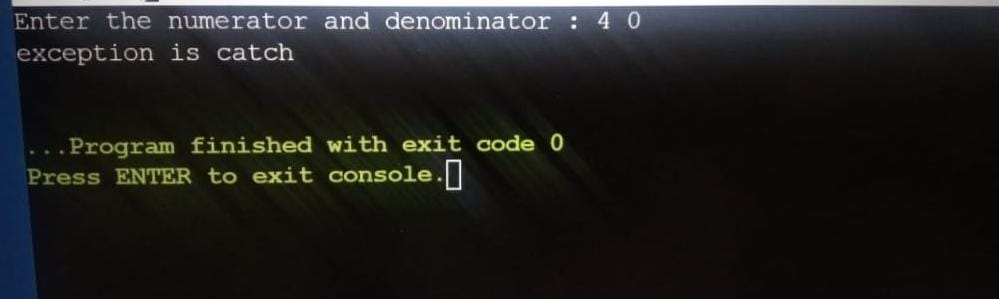 Enter the numerator and denominator : 4 0
exception is catch
...Program finished with exit code 0
Press ENTER to exit console.